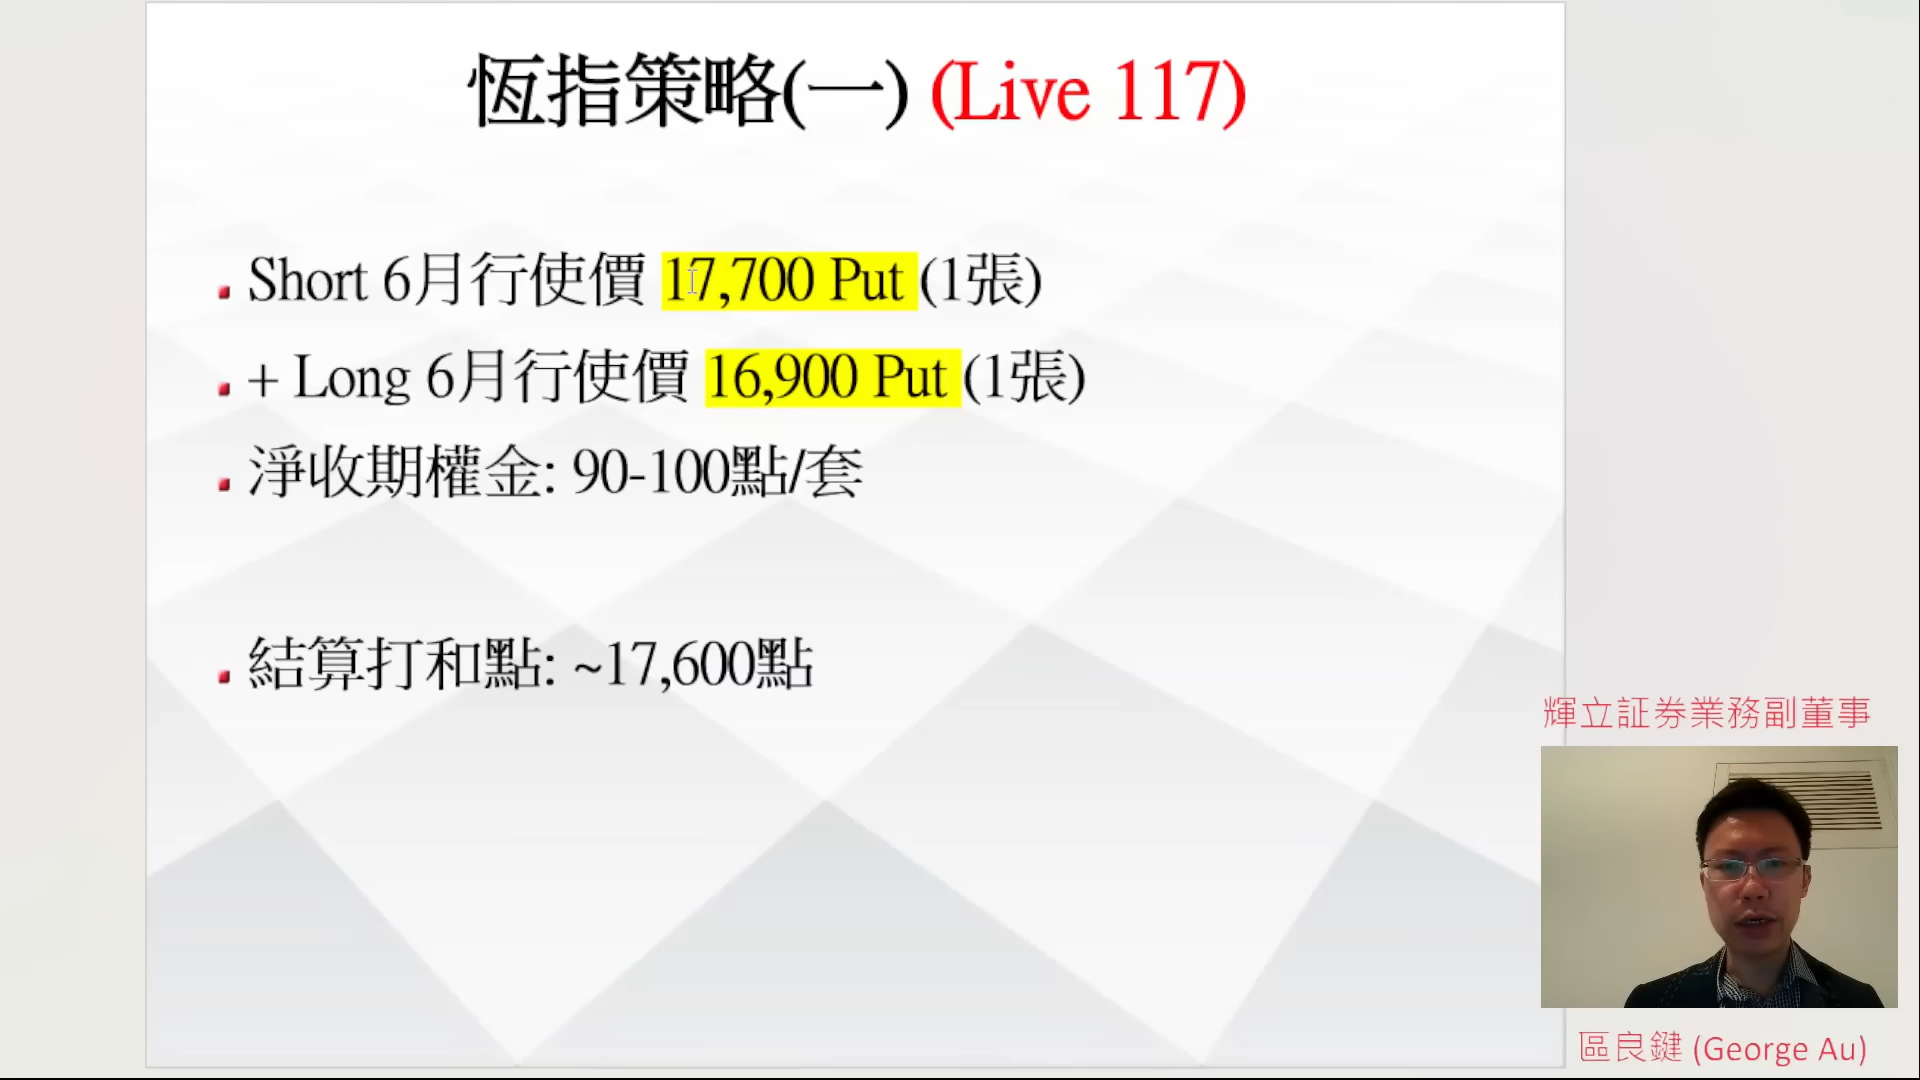 恆指策略(一) (Live 117)
Short 6月行使價 17,700 Put (1張)
+ Long 6月行使價 16,900 Put (1張)
淨收期權金: 90-100點/套
結算打和點: ~17,600點
輝立証券業務副董事
區良鍵 (George Au)